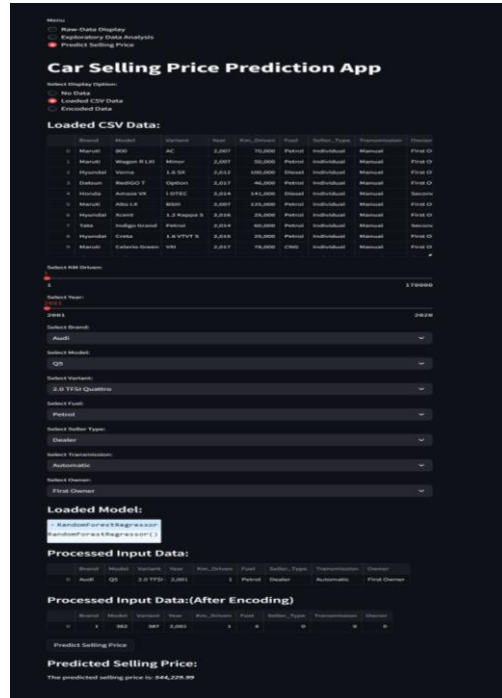 Menu
Raw-Data Display
Exploratory Data Analysis
Predict Selling Price
Car Selling Price Prediction App
Select Display Option:
No Data
Loaded CSV Data
Encoded Data
Loaded CSV Data:
Brand Model Variant Year Km_Driven Fuel Seller_Type Transmission Owner
0 Maruti 800 AC 2,007 70,000 Petrol Individual Manual First O
1 Maruti Wagon R LXI Minor 2,007 50,000 Petrol Individual Manual First O
2 Hyundai Verna 1.6 SX 2,012 100,000 Diesel Individual Manual First O
3 Datsun RediGO T Option 2,017 46,000 Petrol Individual Manual First O
4 Honda Amaze VX i-DTEC 2,014 141,000 Diesel Individual Manual Second
5 Maruti Alto LX BSIII 2,007 125,000 Petrol Individual Manual First O
6 Hyundai Xcent 1.2 Kappa S 2,016 25,000 Petrol Individual Manual First O
7 Tata Indigo Grand Petrol 2,014 60,000 Petrol Individual Manual Second
8 Hyundai Creta 1.6 VTVT S 2,015 25,000 Petrol Individual Manual First O
9 Maruti Celerio Green VXI 2,017 78,000 CNG Individual Manual First O
Select KM Driven:
1
1 170000
Select Year:
2001
2001 2020
Select Brand:
Audi
Select Model:
Q5
Select Variant:
2.0 TFSI Quattro
Select Fuel:
Petrol
Select Seller Type:
Dealer
Select Transmission:
Automatic
Select Owner:
First Owner
Loaded Model:
RandomForestRegressor
RandomForestRegressor()
Processed Input Data:
Brand Model Variant Year Km_Driven Fuel Seller_Type Transmission Owner
0 Audi Q5 2.0 TFSI 2,001 1 Petrol Dealer Automatic First Owner
Processed Input Data:(After Encoding)
Brand Model Variant Year Km_Driven Fuel Seller_Type Transmission Owner
0 1 387 2,001 1 4 0 0 0
Predict Selling Price
Predicted Selling Price:
The predicted selling price is: 544,229.99